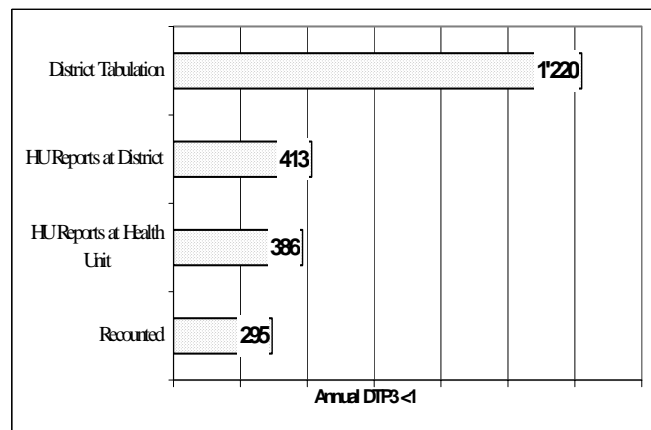 District Tabulation
1'220
HU Reports at District
413
HU Reports at Health
Unit
386
Recounted
295
Annual DTP3 <1